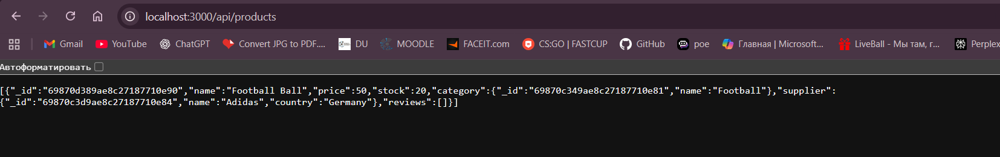 localhost:3000/api/products
Gmail YouTube ChatGPT Convert JPG to PDF.... DU MOODLE FACEIT.com CS:GO | FASTCUP GitHub poe Главная | Microsoft... LiveBall - Мы там, г... Perplex
Автоформатировать
[{"_id":"69870d389ae8c27187710e90","name":"Football Ball","price":50,"stock":20,"category":{"_id":"69870c349ae8c27187710e81","name":"Football"},"supplier":
{"_id":"69870c3d9ae8c27187710e84","name":"Adidas","country":"Germany"},"reviews":[]}]